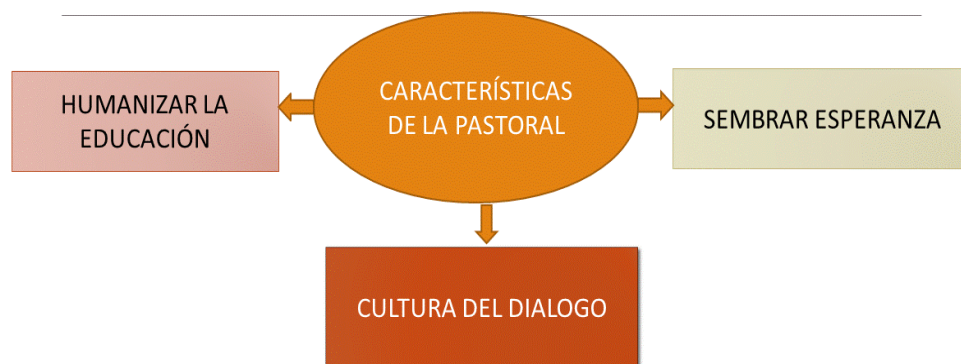 CARACTERÍSTICAS
DE LA PASTORAL
HUMANIZAR LA
EDUCACIÓN
SEMBRAR ESPERANZA
CULTURA DEL DIALOGO